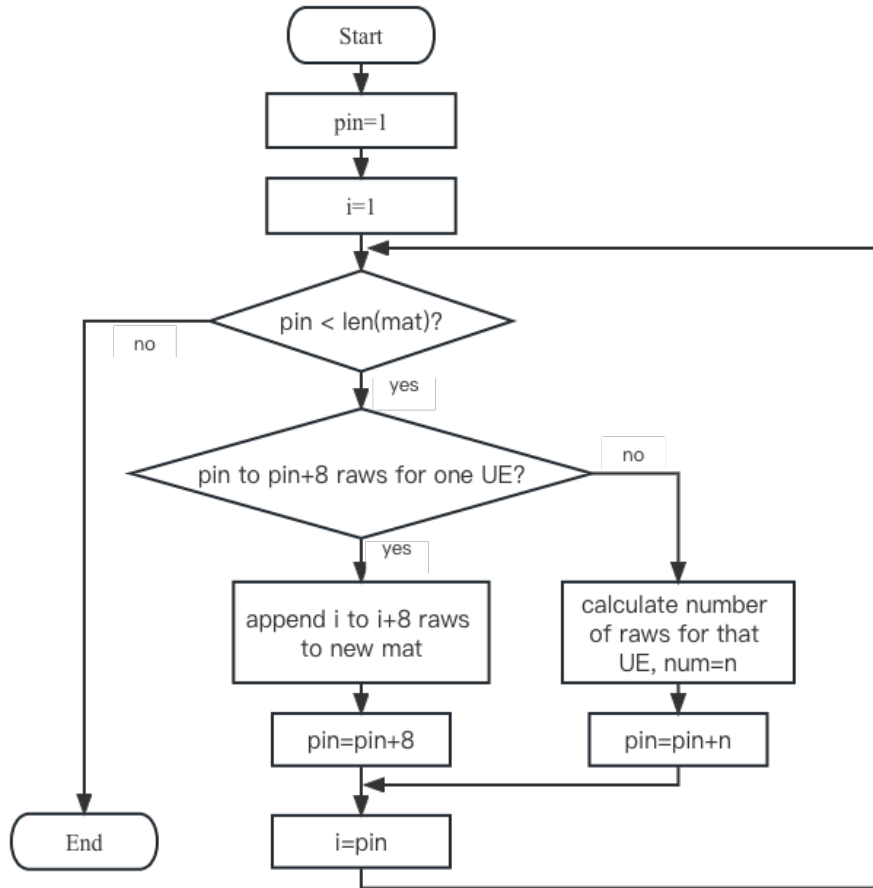 Start
pin=1
i=1
pin < len(mat)?
no
yes
pin to pin+8 raws for one UE?
no
yes
append i to i+8 raws
to new mat
calculate number
of raws for that
UE, num=n
pin=pin+8
pin=pin+n
i=pin
End